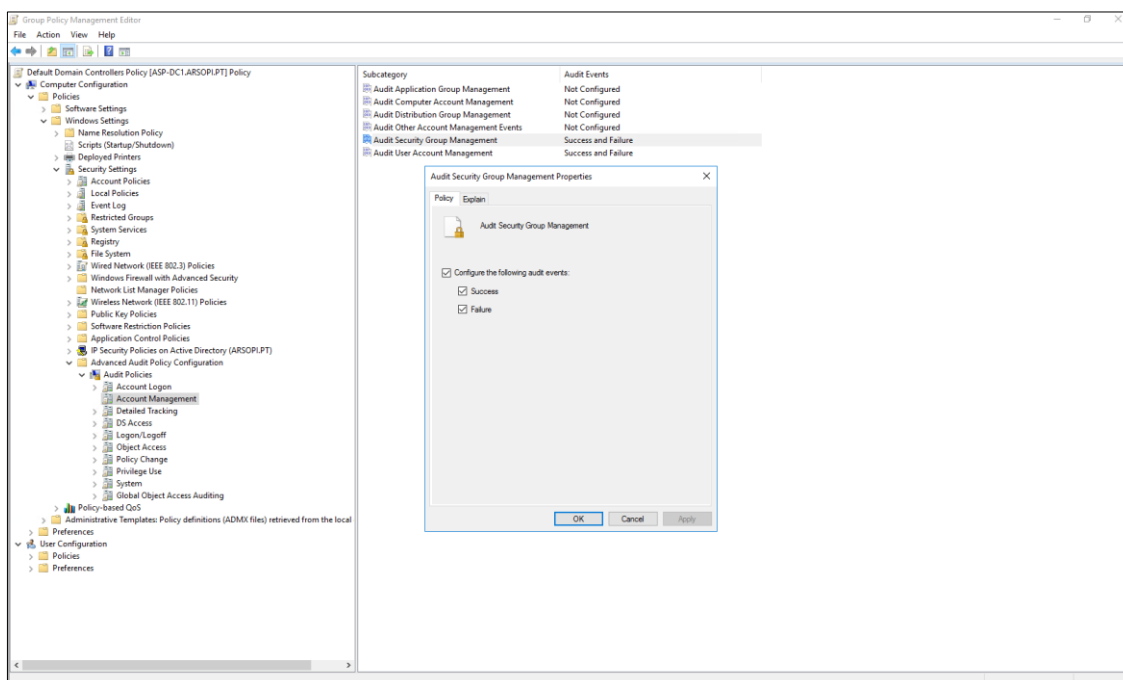 Group Policy Management Editor
File Action View Help
Default Domain Controllers Policy [ASP-DC1.ARSOPI.PT] Policy
Computer Configuration
Policies
Software Settings
Windows Settings
Name Resolution Policy
Scripts (Startup/Shutdown)
Deployed Printers
Security Settings
Account Policies
Local Policies
Event Log
Restricted Groups
System Services
Registry
File System
Wired Network (IEEE 802.3) Policies
Windows Firewall with Advanced Security
Network List Manager Policies
Wireless Network (IEEE 802.11) Policies
Public Key Policies
Software Restriction Policies
Application Control Policies
IP Security Policies on Active Directory (ARSOPI.PT)
Advanced Audit Policy Configuration
Audit Policies
Account Logon
Account Management
Detailed Tracking
DS Access
Logon/Logoff
Object Access
Policy Change
Privilege Use
System
Global Object Access Auditing
Policy-based QoS
Administrative Templates: Policy definitions (ADMX files) retrieved from the local
Preferences
User Configuration
Policies
Preferences
Subcategory Audit Events
Audit Application Group Management Not Configured
Audit Computer Account Management Not Configured
Audit Distribution Group Management Not Configured
Audit Other Account Management Events Not Configured
Audit Security Group Management Success and Failure
Audit User Account Management Success and Failure
Audit Security Group Management Properties
Policy Explain
Audit Security Group Management
Configure the following audit events:
Success
Failure
OK Cancel Apply